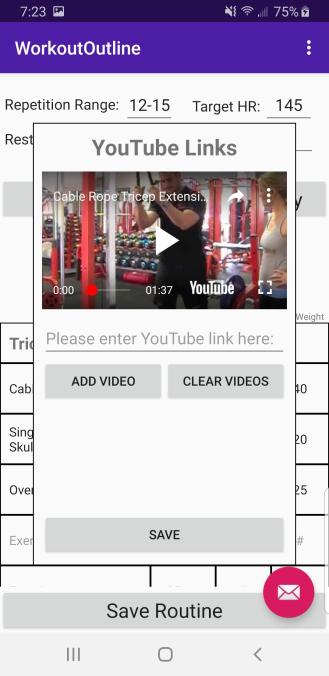 7:23
75%
WorkoutOutline
Repetition Range: 12-15 Target HR: 145
Rest
YouTube Links
Cable Rope Tricep Extensi...
0:00 01:37 YouTube
Weight
Please enter YouTube link here:
Tric
ADD VIDEO CLEAR VIDEOS
Cab 40
Sing 20
Skul
Over 25
Exer #
SAVE
Save Routine